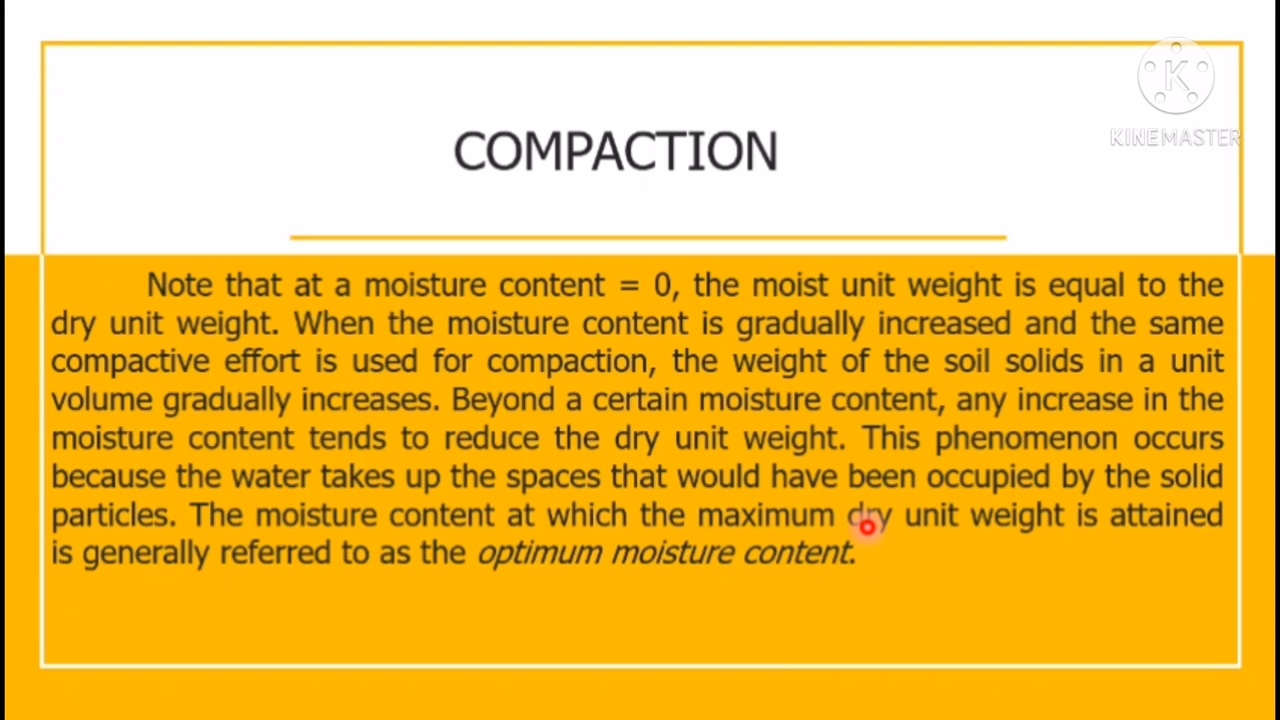 K
KINEMASTER
COMPACTION
Note that at a moisture content = 0, the moist unit weight is equal to the
dry unit weight. When the moisture content is gradually increased and the same
compactive effort is used for compaction, the weight of the soil solids in a unit
volume gradually increases. Beyond a certain moisture content, any increase in the
moisture content tends to reduce the dry unit weight. This phenomenon occurs
because the water takes up the spaces that would have been occupied by the solid
particles. The moisture content at which the maximum dry unit weight is attained
is generally referred to as the optimum moisture content.